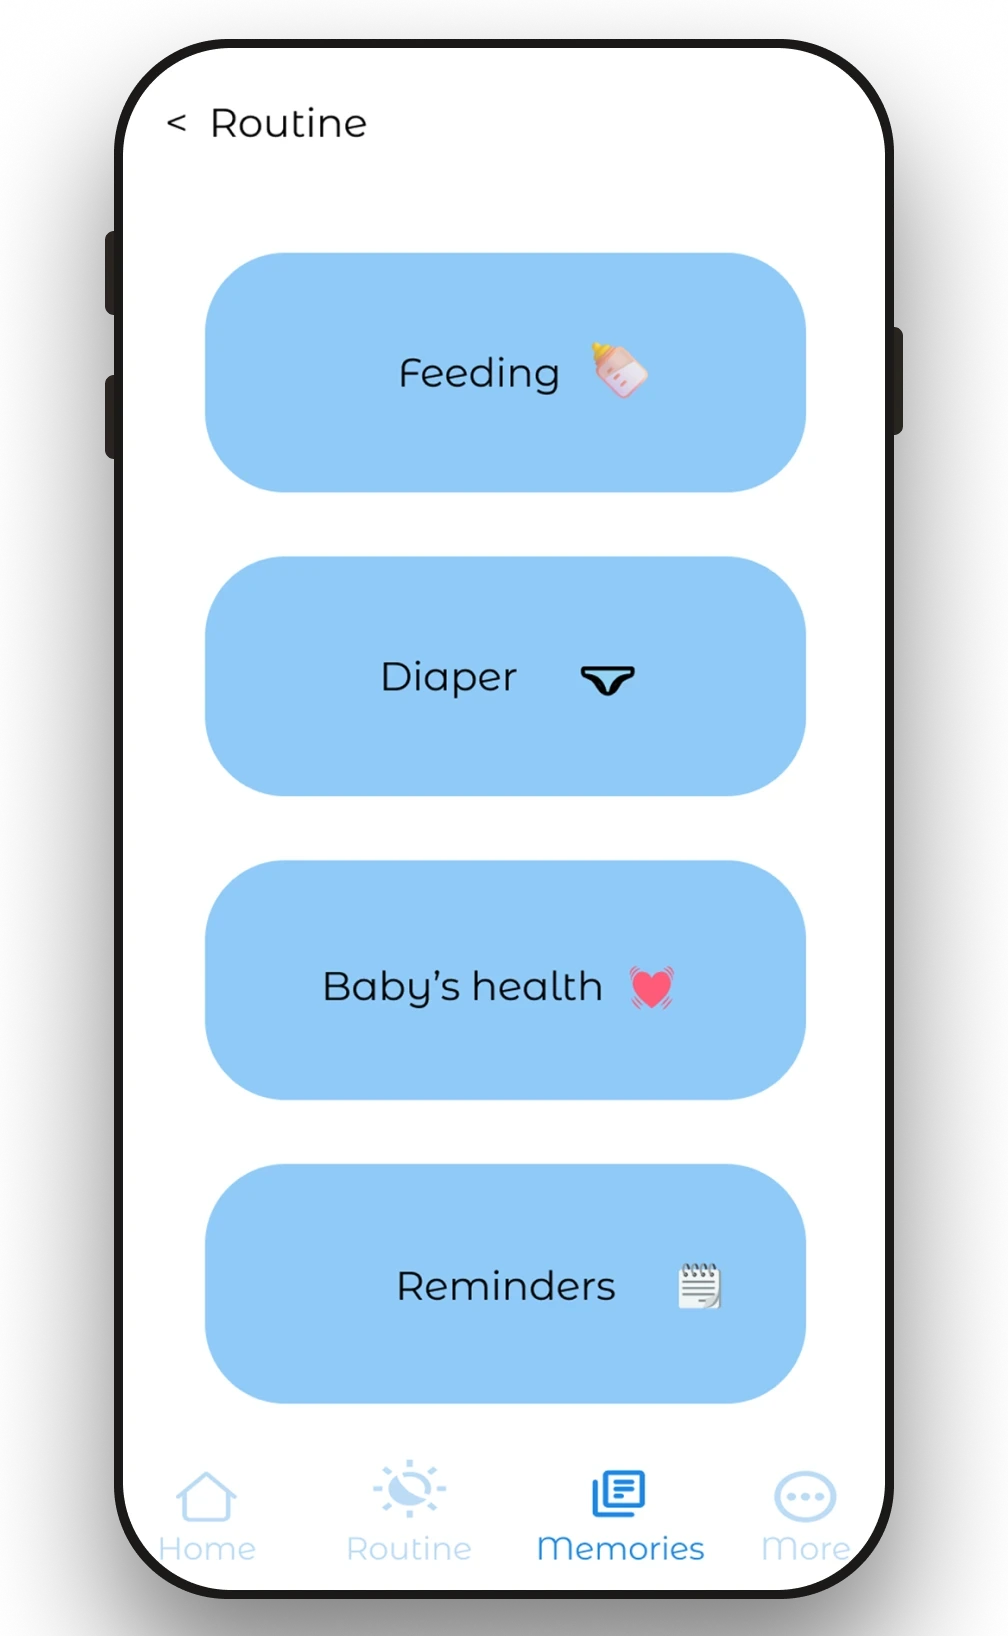 < Routine
Feeding
Diaper
Baby’s health
Reminders
Home Routine Memories More